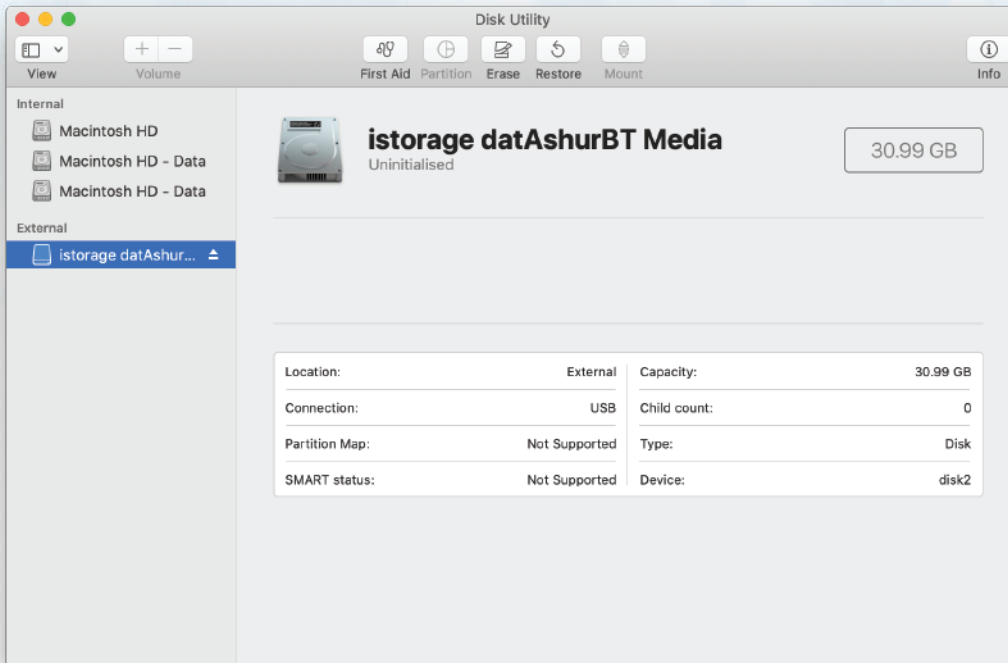 Disk Utility
View
Volume
First Aid Partition Erase Restore Mount
Info
Internal
Macintosh HD
Macintosh HD - Data
Macintosh HD - Data
External
istorage datAshur...
istorage datAshurBT Media
Uninitialised
30.99 GB
Location: External Capacity: 30.99 GB
Connection: USB Child count: 0
Partition Map: Not Supported Type: Disk
SMART status: Not Supported Device: disk2